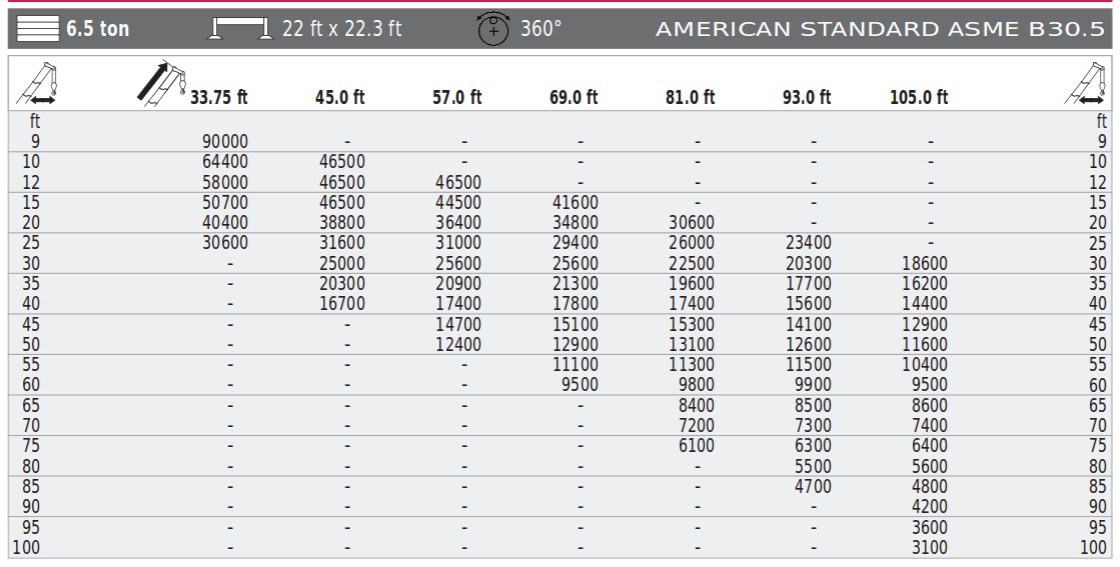 6.5 ton 22 ft x 22.3 ft 360° AMERICAN STANDARD ASME B30.5
33.75 ft 45.0 ft 57.0 ft 69.0 ft 81.0 ft 93.0 ft 105.0 ft
ft ft
9 90000 - - - - - - 9
10 64400 46500 - - - - - 10
12 58000 46500 46500 - - - - 12
15 50700 46500 44500 41600 - - - 15
20 40400 38800 36400 34800 30600 - - 20
25 30600 31600 31000 29400 26000 23400 - 25
30 - 25000 25600 25600 22500 20300 18600 30
35 - 20300 20900 21300 19600 17700 16200 35
40 - 16700 17400 17800 17400 15600 14400 40
45 - - 14700 15100 15300 14100 12900 45
50 - - 12400 12900 13100 12600 11600 50
55 - - - 11100 11300 11500 10400 55
60 - - - 9500 9800 9900 9500 60
65 - - - - 8400 8500 8600 65
70 - - - - 7200 7300 7400 70
75 - - - - 6100 6300 6400 75
80 - - - - - 5500 5600 80
85 - - - - - 4700 4800 85
90 - - - - - - 4200 90
95 - - - - - - 3600 95
100 - - - - - - 3100 100